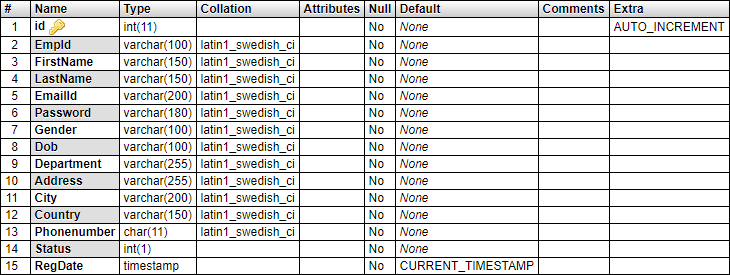 # Name Type Collation Attributes Null Default Comments Extra
1 id int(11) No None AUTO_INCREMENT
2 EmpId varchar(100) latin1_swedish_ci No None
3 FirstName varchar(150) latin1_swedish_ci No None
4 LastName varchar(150) latin1_swedish_ci No None
5 EmailId varchar(200) latin1_swedish_ci No None
6 Password varchar(180) latin1_swedish_ci No None
7 Gender varchar(100) latin1_swedish_ci No None
8 Dob varchar(100) latin1_swedish_ci No None
9 Department varchar(255) latin1_swedish_ci No None
10 Address varchar(255) latin1_swedish_ci No None
11 City varchar(200) latin1_swedish_ci No None
12 Country varchar(150) latin1_swedish_ci No None
13 Phonenumber char(11) latin1_swedish_ci No None
14 Status int(1) No None
15 RegDate timestamp No CURRENT_TIMESTAMP